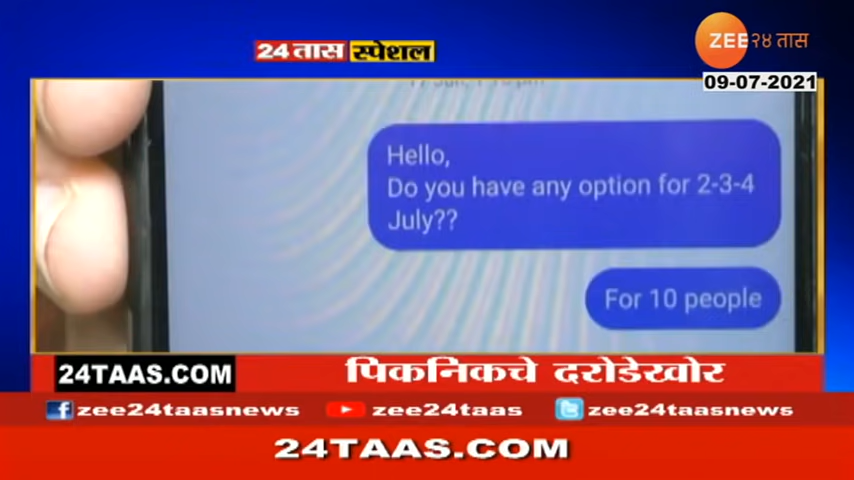 ZEE २४ तास
24 तास स्पेशल
09-07-2021
Hello,
Do you have any option for 2-3-4
July??
For 10 people
24TAAS.COM
पिकनिकचे दरोडेखोर
zee24taasnews
zee24taas
zee24taasnews
24TAAS.COM